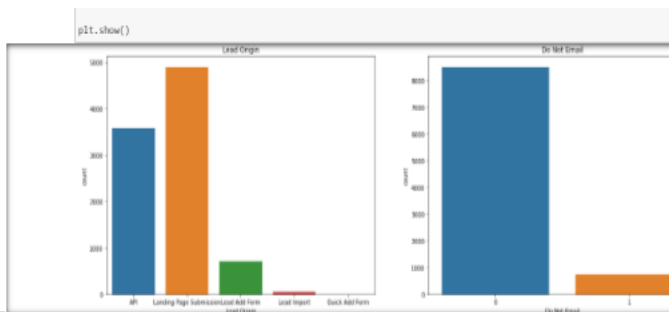 plt.show()
Lead Origin
5000
4000
3000
2000
1000
0
count
API Landing Page Submission Lead Add Form Lead Import Quick Add Form
Lead Origin
Do Not Email
8000
7000
6000
5000
4000
3000
2000
1000
0
count
0 1
Do Not Email